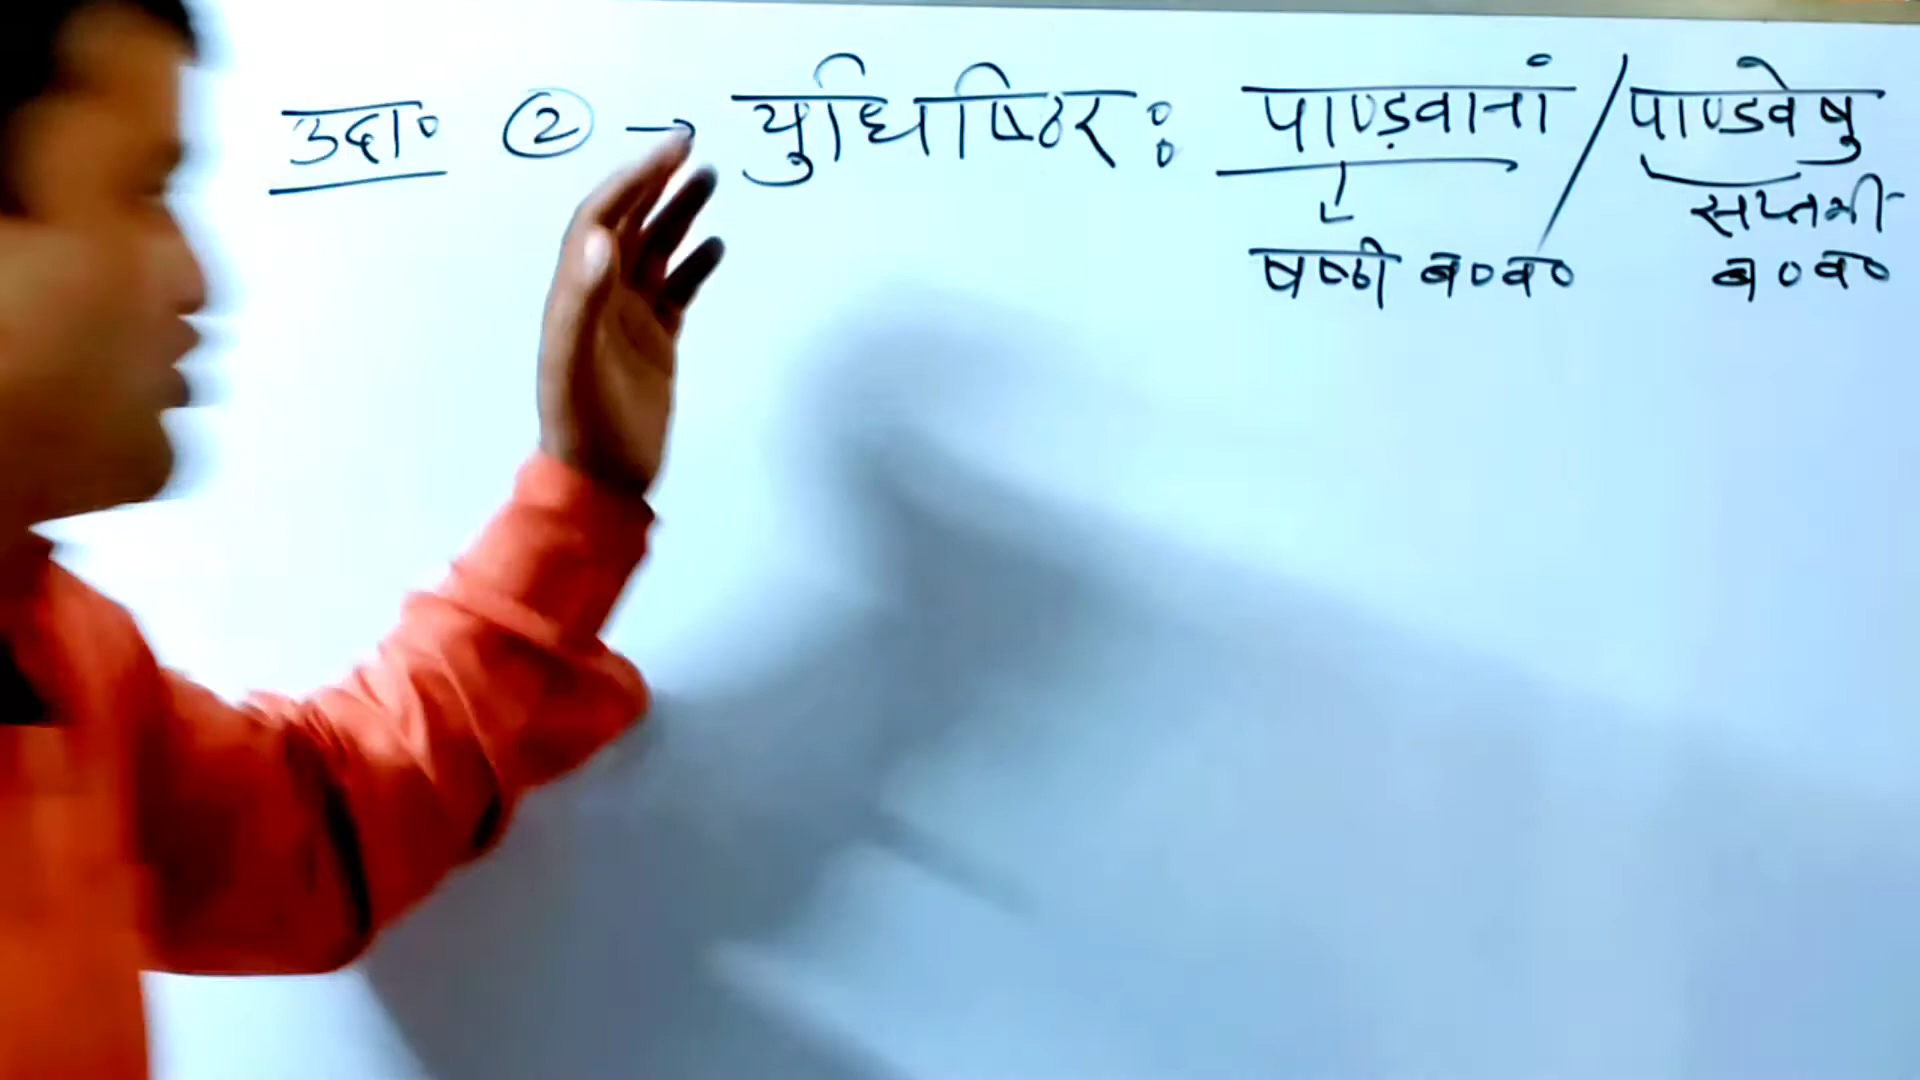 उदा० ② → युधिष्ठिरः पाण्ड़वानां / पाण्डवेषु
षष्ठी ब०व० सप्तमी ब०व०